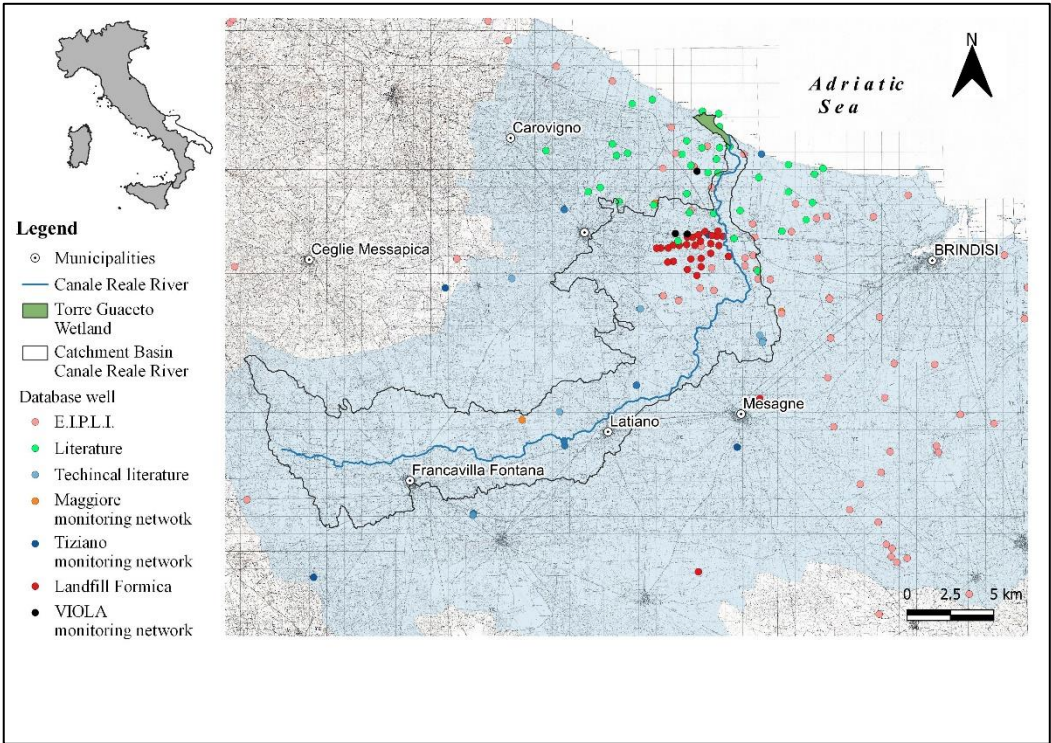 Adriatic
Sea
N
Carovigno
Ceglie Messapica
BRINDISI
Mesagne
Latiano
Francavilla Fontana
0 2,5 5 km
Legend
Municipalities
Canale Reale River
Torre Guaceto
Wetland
Catchment Basin
Canale Reale River
Database well
E.I.P.L.I.
Literature
Techincal literature
Maggiore
monitoring netwotk
Tiziano
monitoring network
Landfill Formica
VIOLA
monitoring network